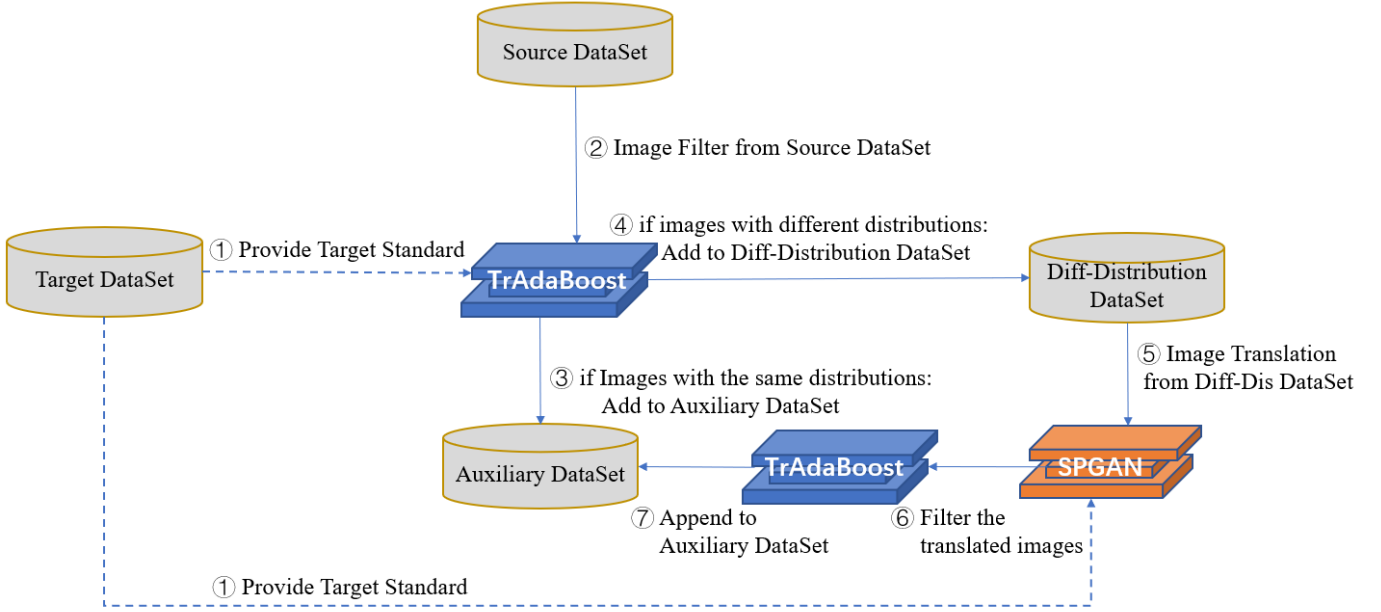 Source DataSet
② Image Filter from Source DataSet
④ if images with different distributions:
Add to Diff-Distribution DataSet
① Provide Target Standard
Target DataSet
TrAdaBoost
Diff-Distribution
DataSet
③ if Images with the same distributions:
Add to Auxiliary DataSet
⑤ Image Translation
from Diff-Dis DataSet
Auxiliary DataSet
TrAdaBoost
SPGAN
⑦ Append to
Auxiliary DataSet
⑥ Filter the
translated images
① Provide Target Standard